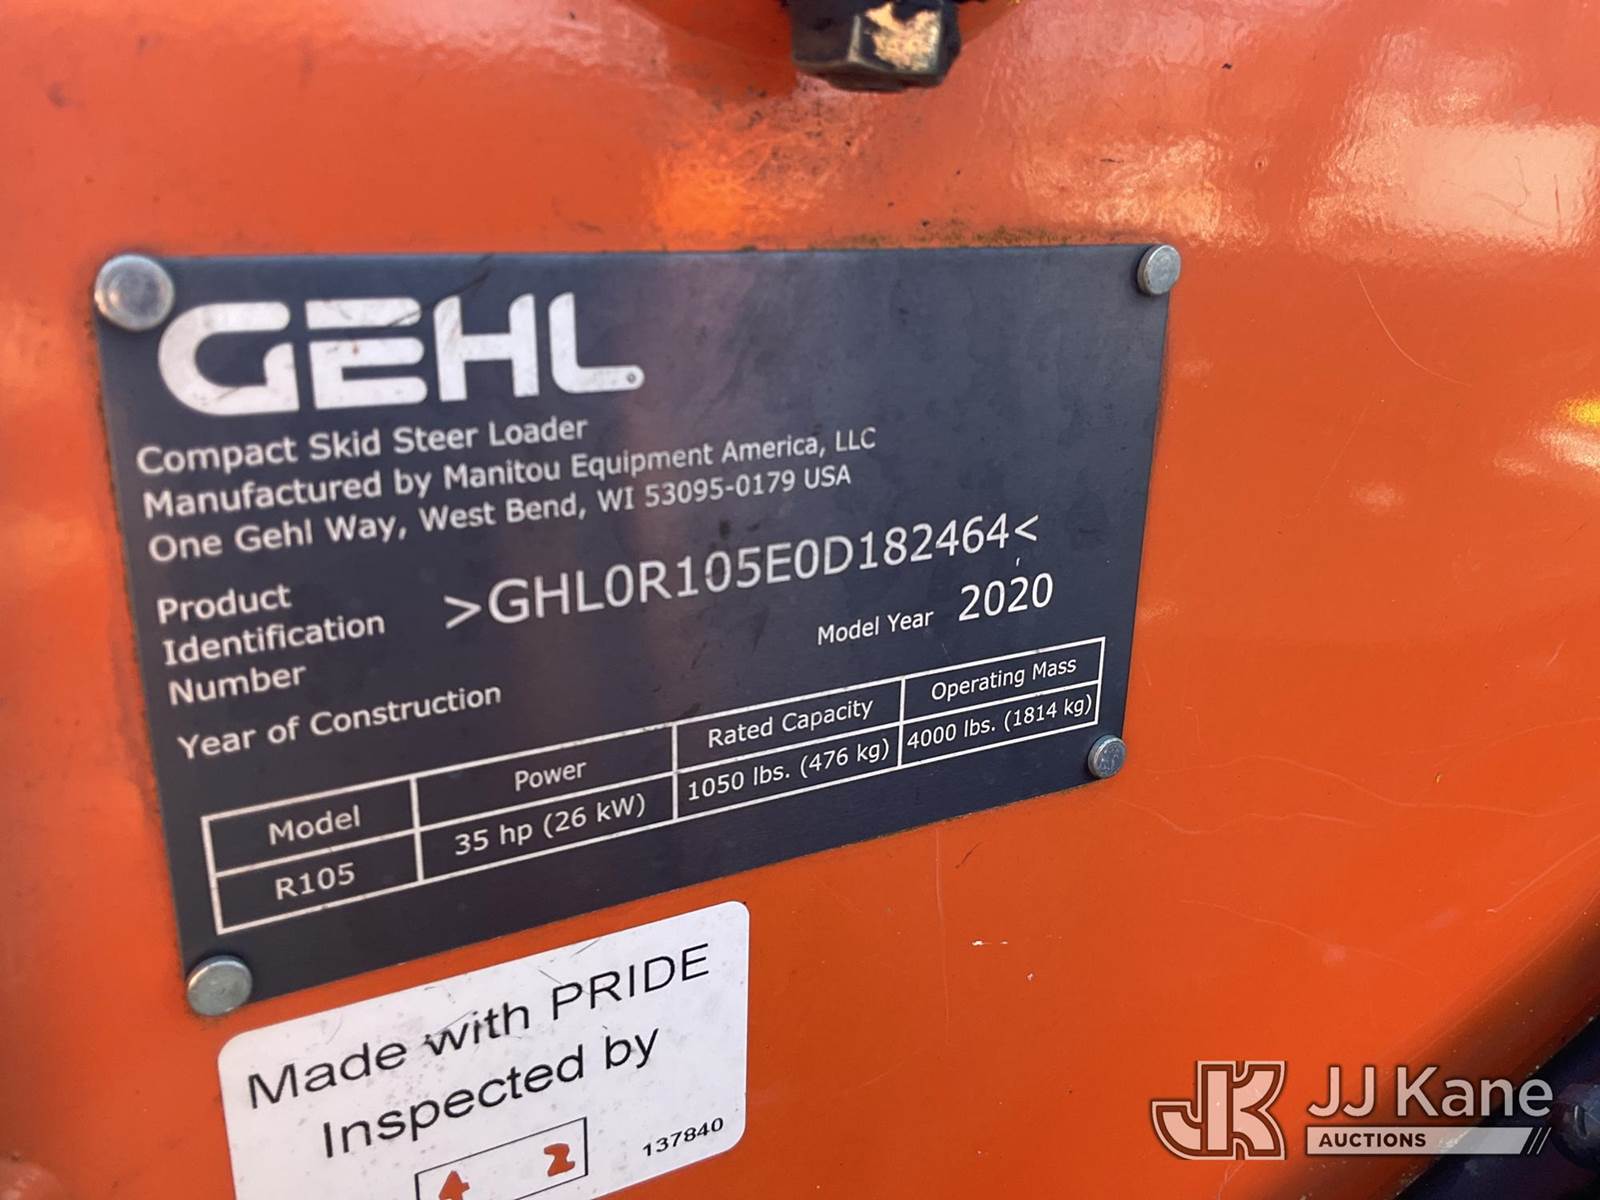 GEHL
Compact Skid Steer Loader
Manufactured by Manitou Equipment America, LLC
One Gehl Way, West Bend, WI 53095-0179 USA
Product
Identification
Number
>GHL0R105E0D182464<
Year of Construction
Model Year 2020
Model Power Rated Capacity Operating Mass
R105 35 hp (26 kW) 1050 lbs. (476 kg) 4000 lbs. (1814 kg)
Made with PRIDE
Inspected by
2
137840
JK JJ Kane
AUCTIONS